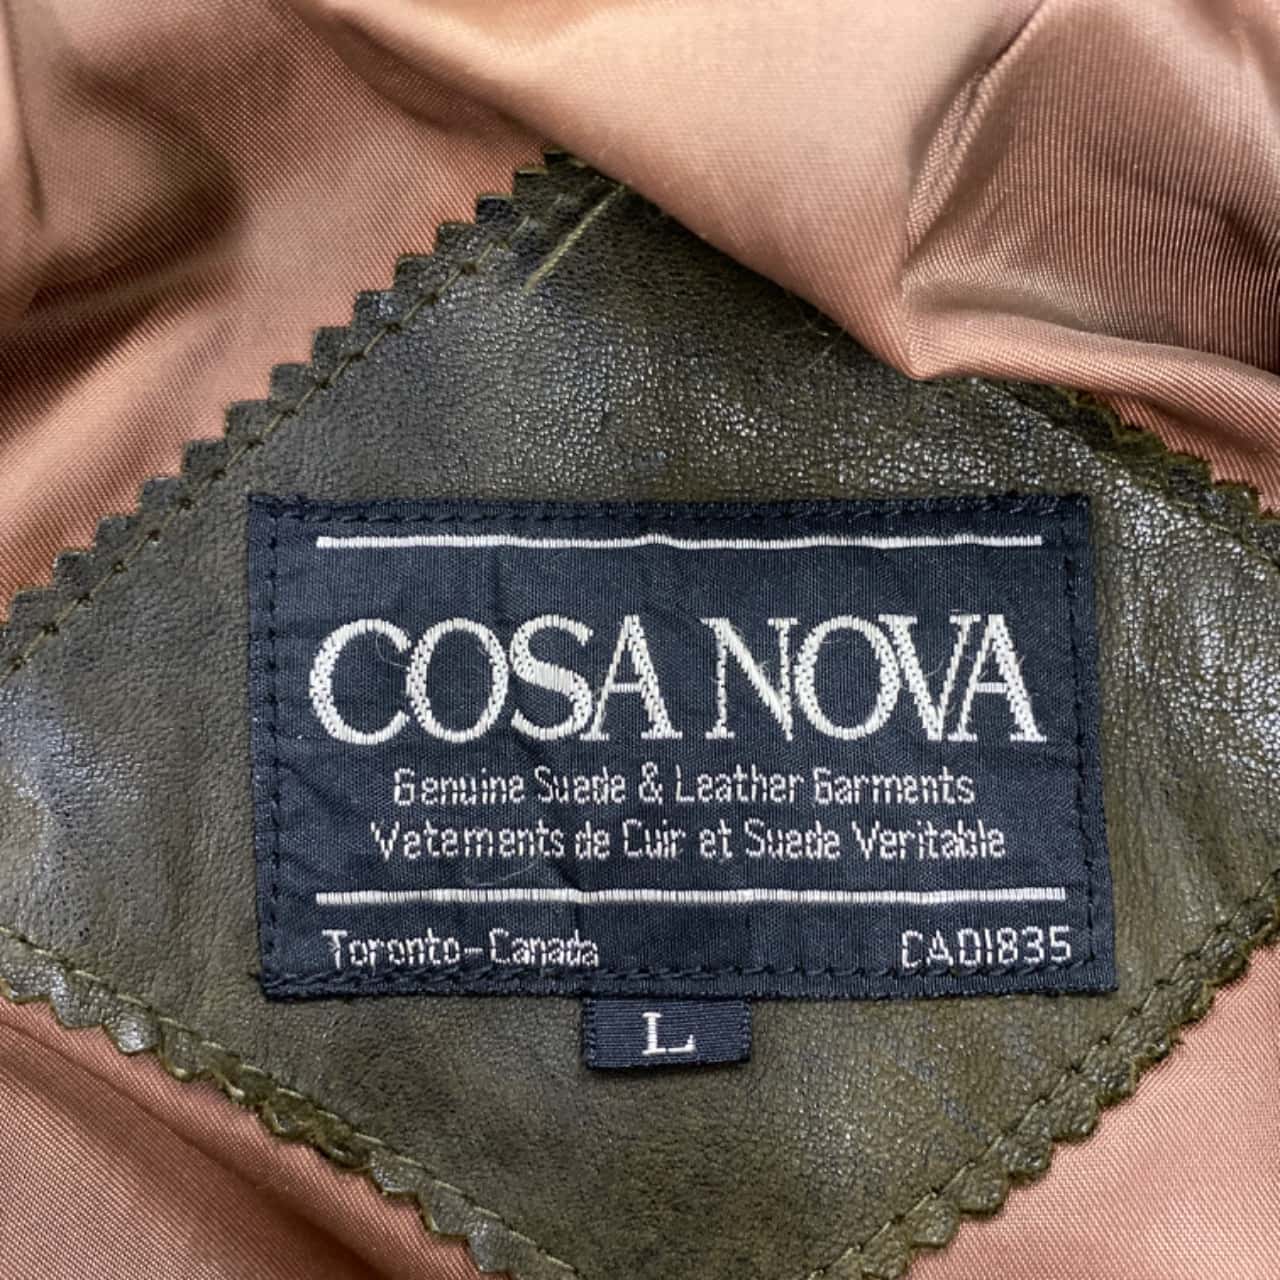 COSA NOVA
Genuine Suede & Leather Garments
Vetements de Cuir et Suede Veritable
Toronto-Canada CA01835
L